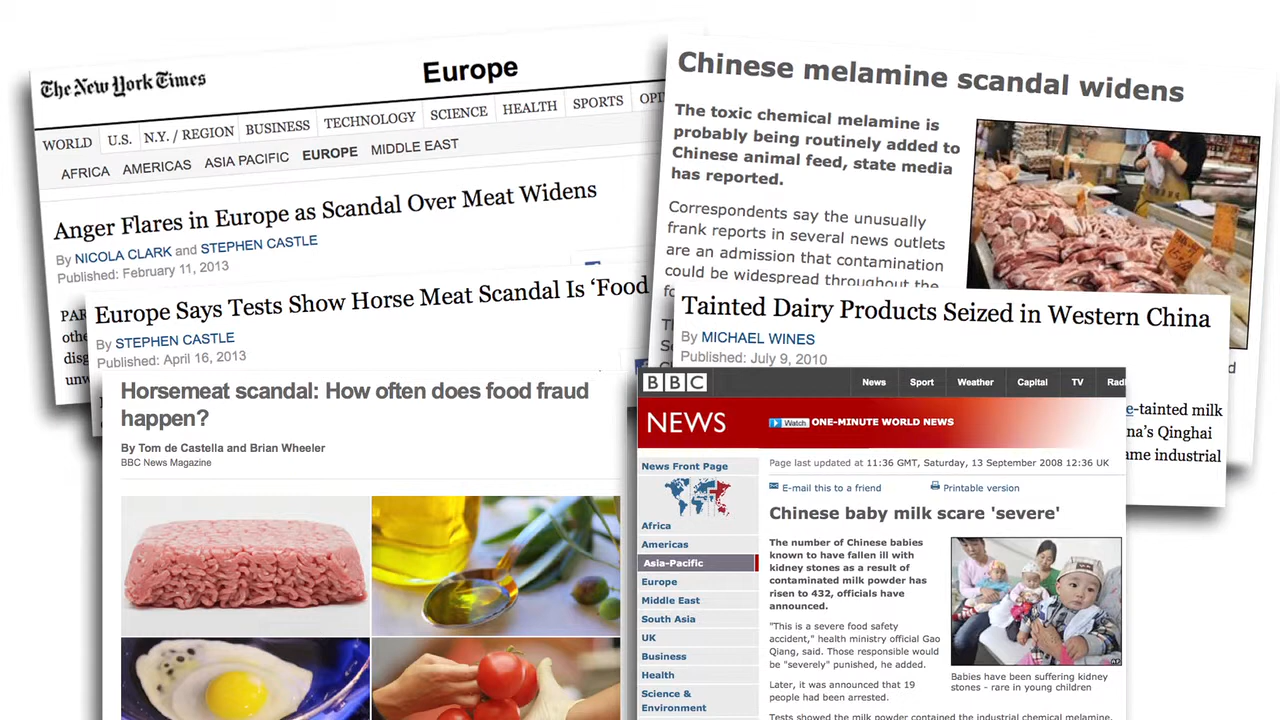 The New York Times
Europe
WORLD U.S. N.Y. / REGION BUSINESS TECHNOLOGY SCIENCE HEALTH SPORTS
AFRICA AMERICAS ASIA PACIFIC EUROPE MIDDLE EAST
Anger Flares in Europe as Scandal Over Meat Widens
By NICOLA CLARK and STEPHEN CASTLE
Published: February 11, 2013
Europe Says Tests Show Horse Meat Scandal Is ‘Food
By STEPHEN CASTLE
Published: April 16, 2013
Horsemeat scandal: How often does food fraud
happen?
By Tom de Castella and Brian Wheeler
BBC News Magazine
Chinese melamine scandal widens
The toxic chemical melamine is
probably being routinely added to
Chinese animal feed, state media
has reported.
Correspondents say the unusually
frank reports in several news outlets
are an admission that contamination
could be widespread throughout the
Tainted Dairy Products Seized in Western China
By MICHAEL WINES
Published: July 9, 2010
e-tainted milk
na’s Qinghai
ame industrial
BBC
News Sport Weather Capital TV Radi
NEWS
Watch ONE-MINUTE WORLD NEWS
News Front Page
Africa
Americas
Asia-Pacific
Europe
Middle East
South Asia
UK
Business
Health
Science &
Environment
Page last updated at 11:36 GMT, Saturday, 13 September 2008 12:36 UK
E-mail this to a friend
Printable version
Chinese baby milk scare 'severe'
The number of Chinese babies
known to have fallen ill with
kidney stones as a result of
contaminated milk powder has
risen to 432, officials have
announced.
"This is a severe food safety
accident," health ministry official Gao
Qiang, said. Those responsible would
be "severely" punished, he added.
Later, it was announced that 19
people had been arrested.
Tests showed the milk powder contained the industrial chemical melamine.
Babies have been suffering kidney
stones - rare in young children